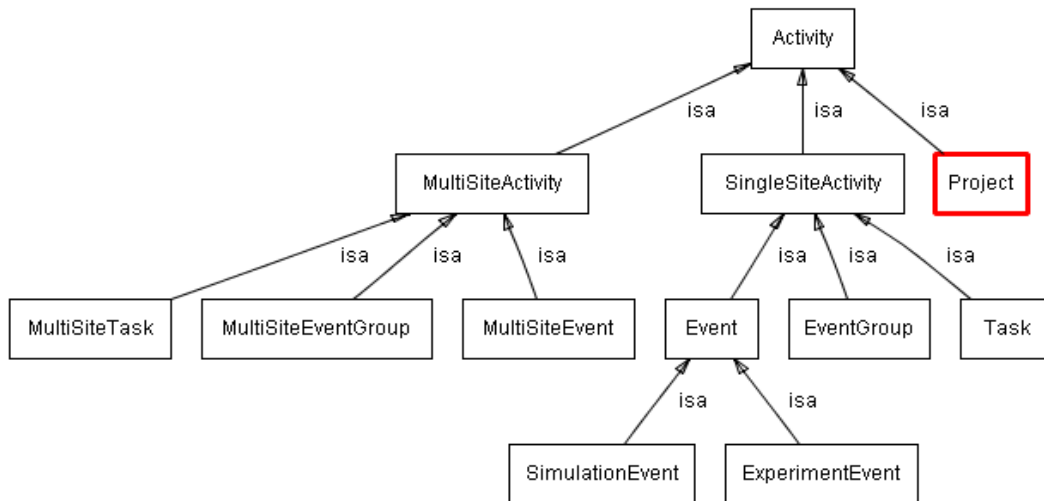 Activity
isa
isa
isa
MultiSiteActivity
SingleSiteActivity
Project
isa
isa
isa
isa
isa
isa
MultiSiteTask
MultiSiteEventGroup
MultiSiteEvent
Event
EventGroup
Task
isa
isa
SimulationEvent
ExperimentEvent